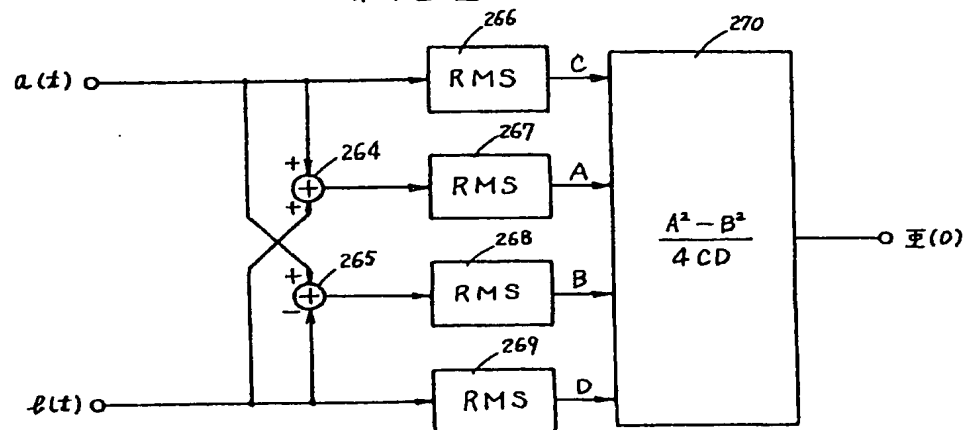 266
270
a(t)
RMS
C
267
264
+
+
+
RMS
A
A² − B²
4CD
Φ(0)
268
265
+
+
−
RMS
B
269
ℓ(t)
RMS
D